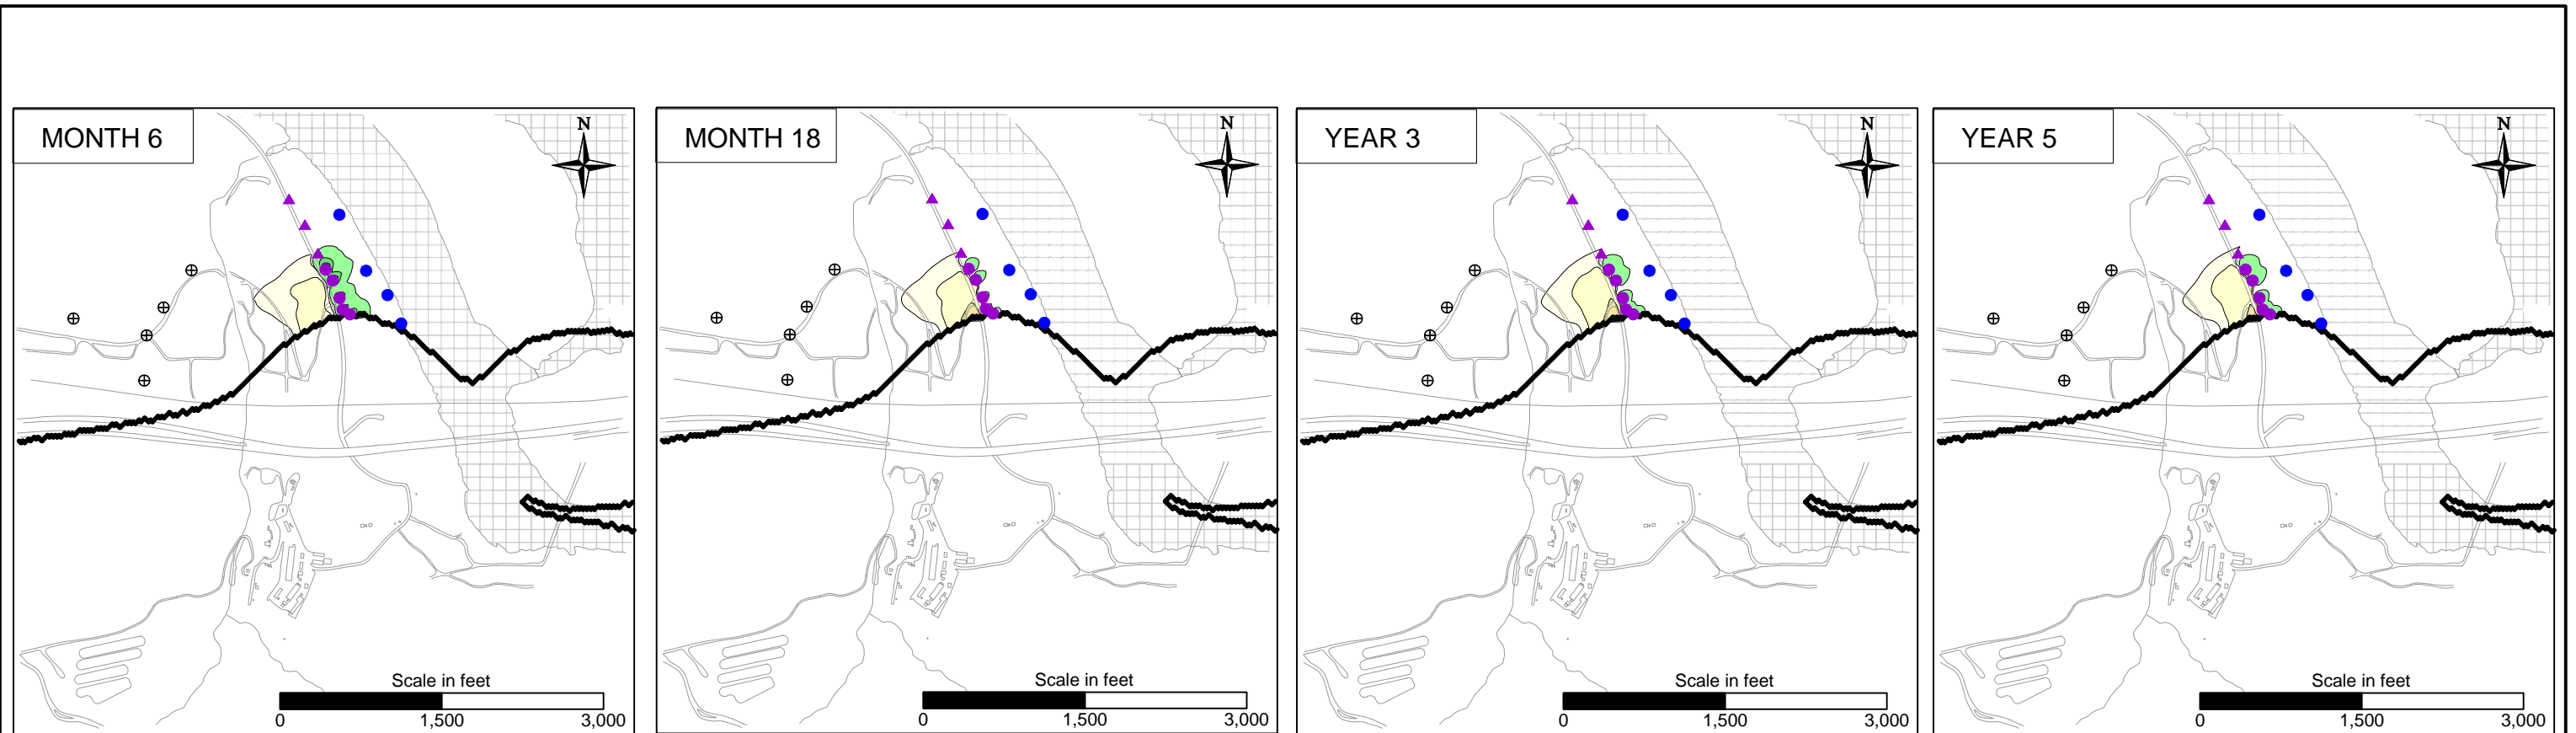 MONTH 6
N
Scale in feet
0 1,500 3,000
MONTH 18
N
Scale in feet
0 1,500 3,000
YEAR 3
N
Scale in feet
0 1,500 3,000
YEAR 5
N
Scale in feet
0 1,500 3,000